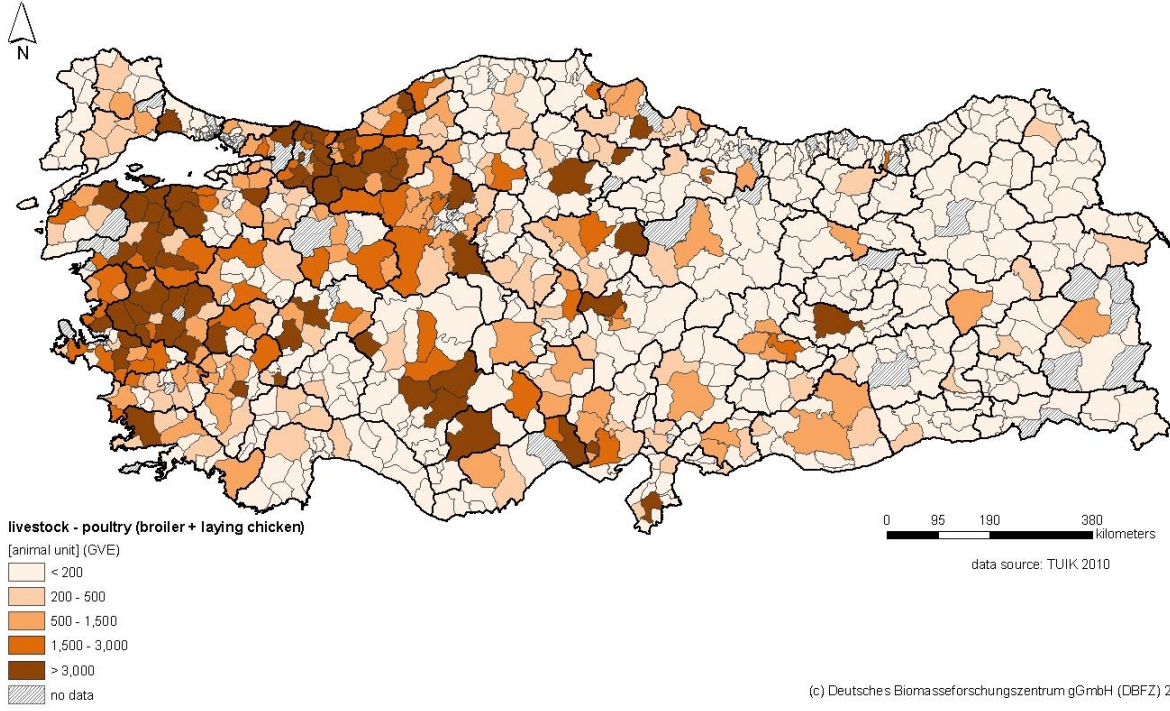 N
livestock - poultry (broiler + laying chicken)
[animal unit] (GVE)
< 200
200 - 500
500 - 1,500
1,500 - 3,000
> 3,000
no data
0 95 190 380
kilometers
data source: TUIK 2010
(c) Deutsches Biomasseforschungszentrum gGmbH (DBFZ) 2